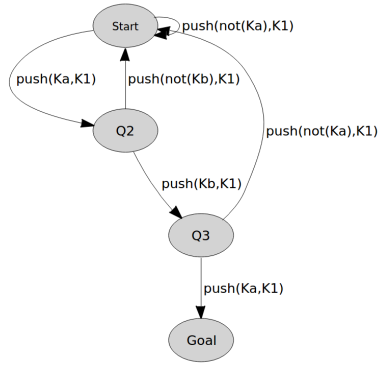 Start
push(not(Ka),K1)
push(Ka,K1)
push(not(Kb),K1)
Q2
push(not(Ka),K1)
push(Kb,K1)
Q3
push(Ka,K1)
Goal